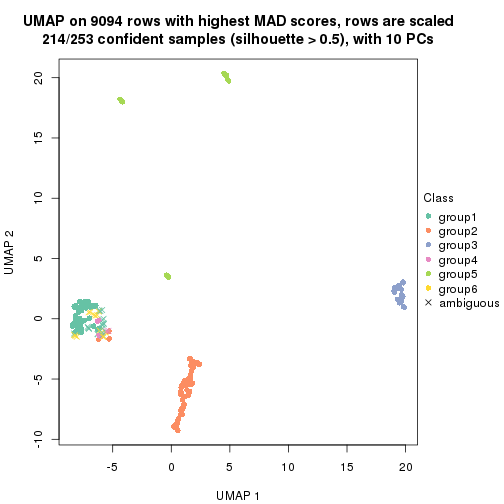 UMAP on 9094 rows with highest MAD scores, rows are scaled
214/253 confident samples (silhouette > 0.5), with 10 PCs
20
15
10
5
0
-5
-10
UMAP 2
-5
0
5
10
15
20
UMAP 1
Class
group1
group2
group3
group4
group5
group6
ambiguous